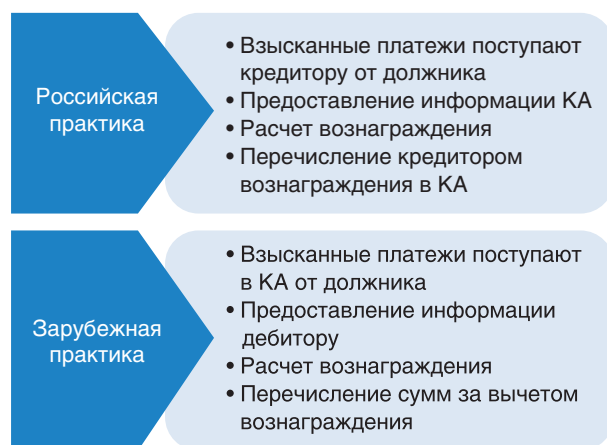 Российская
практика
• Взысканные платежи поступают
кредитору от должника
• Предоставление информации КА
• Расчет вознаграждения
• Перечисление кредитором
вознаграждения в КА
Зарубежная
практика
• Взысканные платежи поступают
в КА от должника
• Предоставление информации
дебитору
• Расчет вознаграждения
• Перечисление сумм за вычетом
вознаграждения